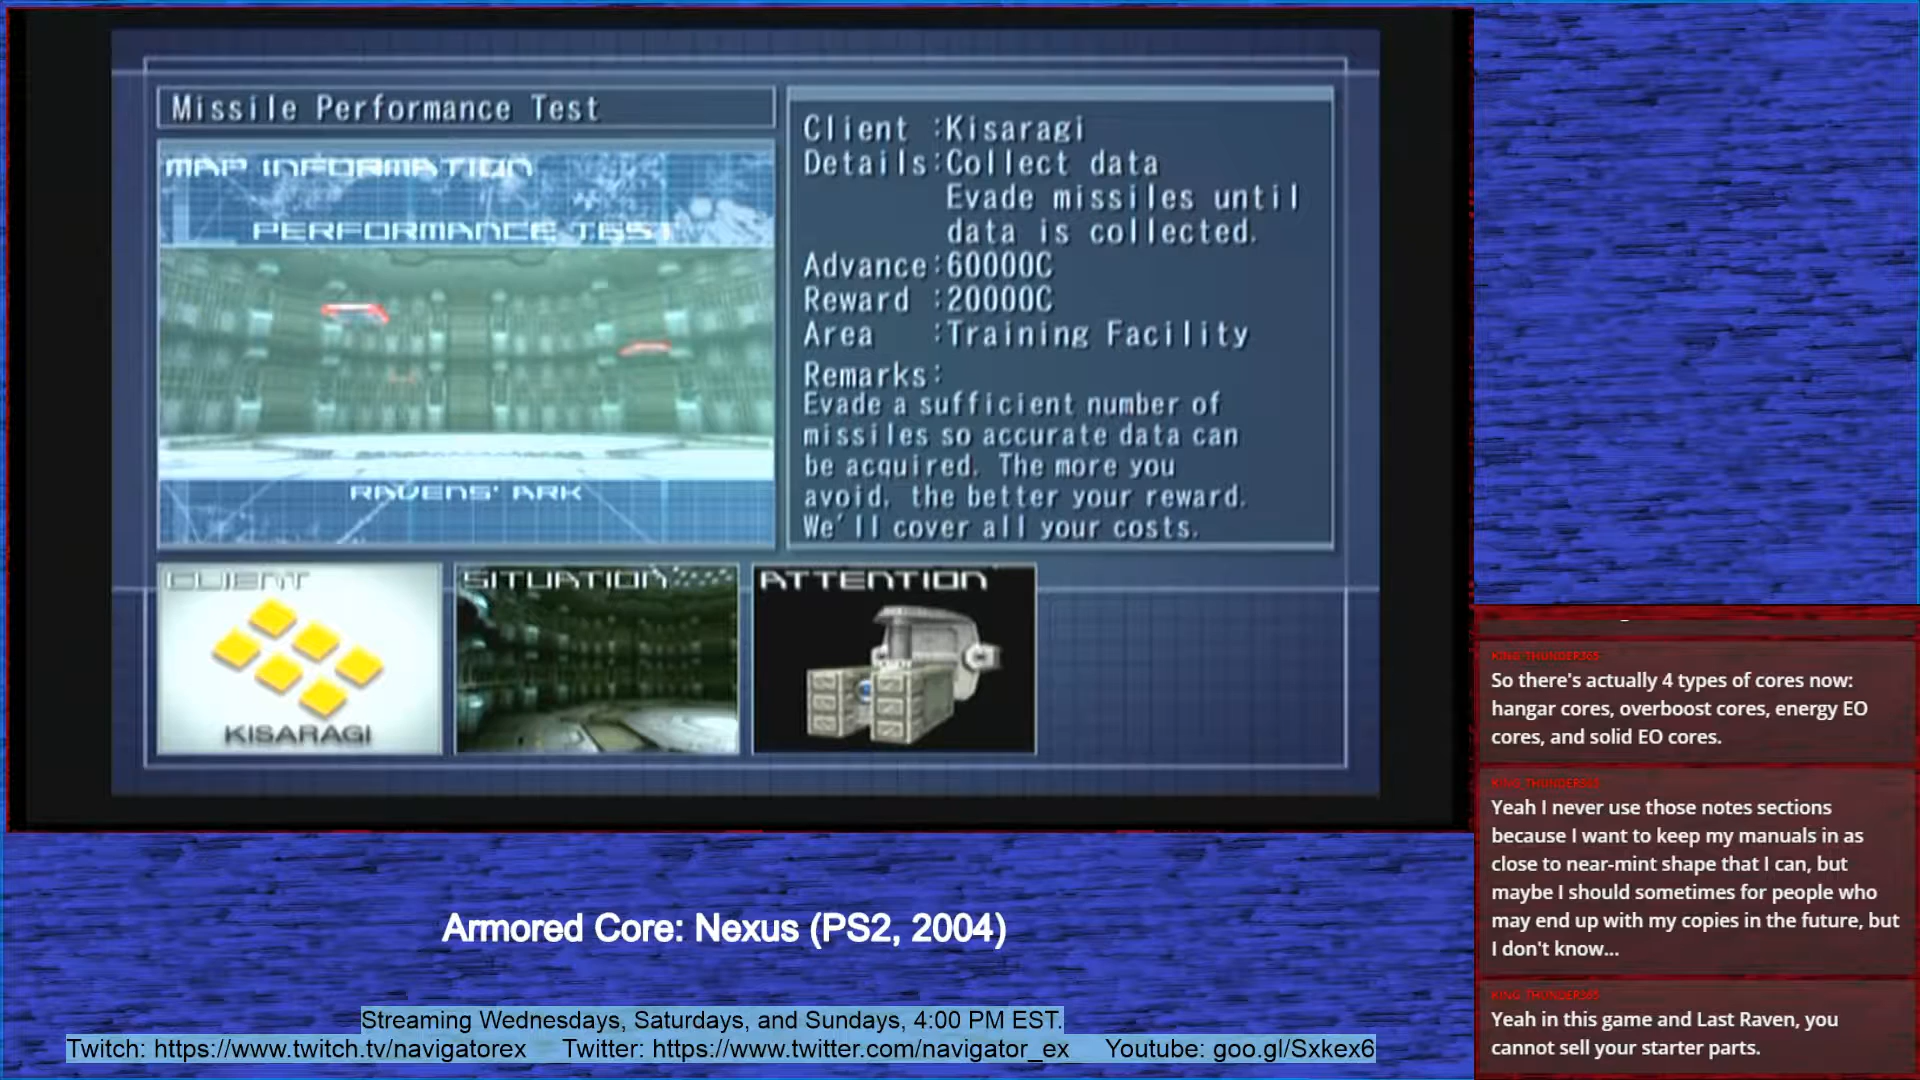 Missile Performance Test
MAP INFORMATION
PERFORMANCE TEST
RAVENS' ARK
Client :Kisaragi
Details:Collect data
Evade missiles until
data is collected.
Advance:60000C
Reward :20000C
Area :Training Facility
Remarks:
Evade a sufficient number of
missiles so accurate data can
be acquired. The more you
avoid, the better your reward.
We'll cover all your costs.
CLIENT
KISARAGI
SITUATION
ATTENTION
KING THUNDER365
So there's actually 4 types of cores now:
hangar cores, overboost cores, energy EO
cores, and solid EO cores.
KING THUNDER365
Yeah I never use those notes sections
because I want to keep my manuals in as
close to near-mint shape that I can, but
maybe I should sometimes for people who
may end up with my copies in the future, but
I don't know...
KING THUNDER365
Yeah in this game and Last Raven, you
cannot sell your starter parts.
Armored Core: Nexus (PS2, 2004)
Streaming Wednesdays, Saturdays, and Sundays, 4:00 PM EST.
Twitch: https://www.twitch.tv/navigatorex Twitter: https://www.twitter.com/navigator_ex Youtube: goo.gl/Sxkex6